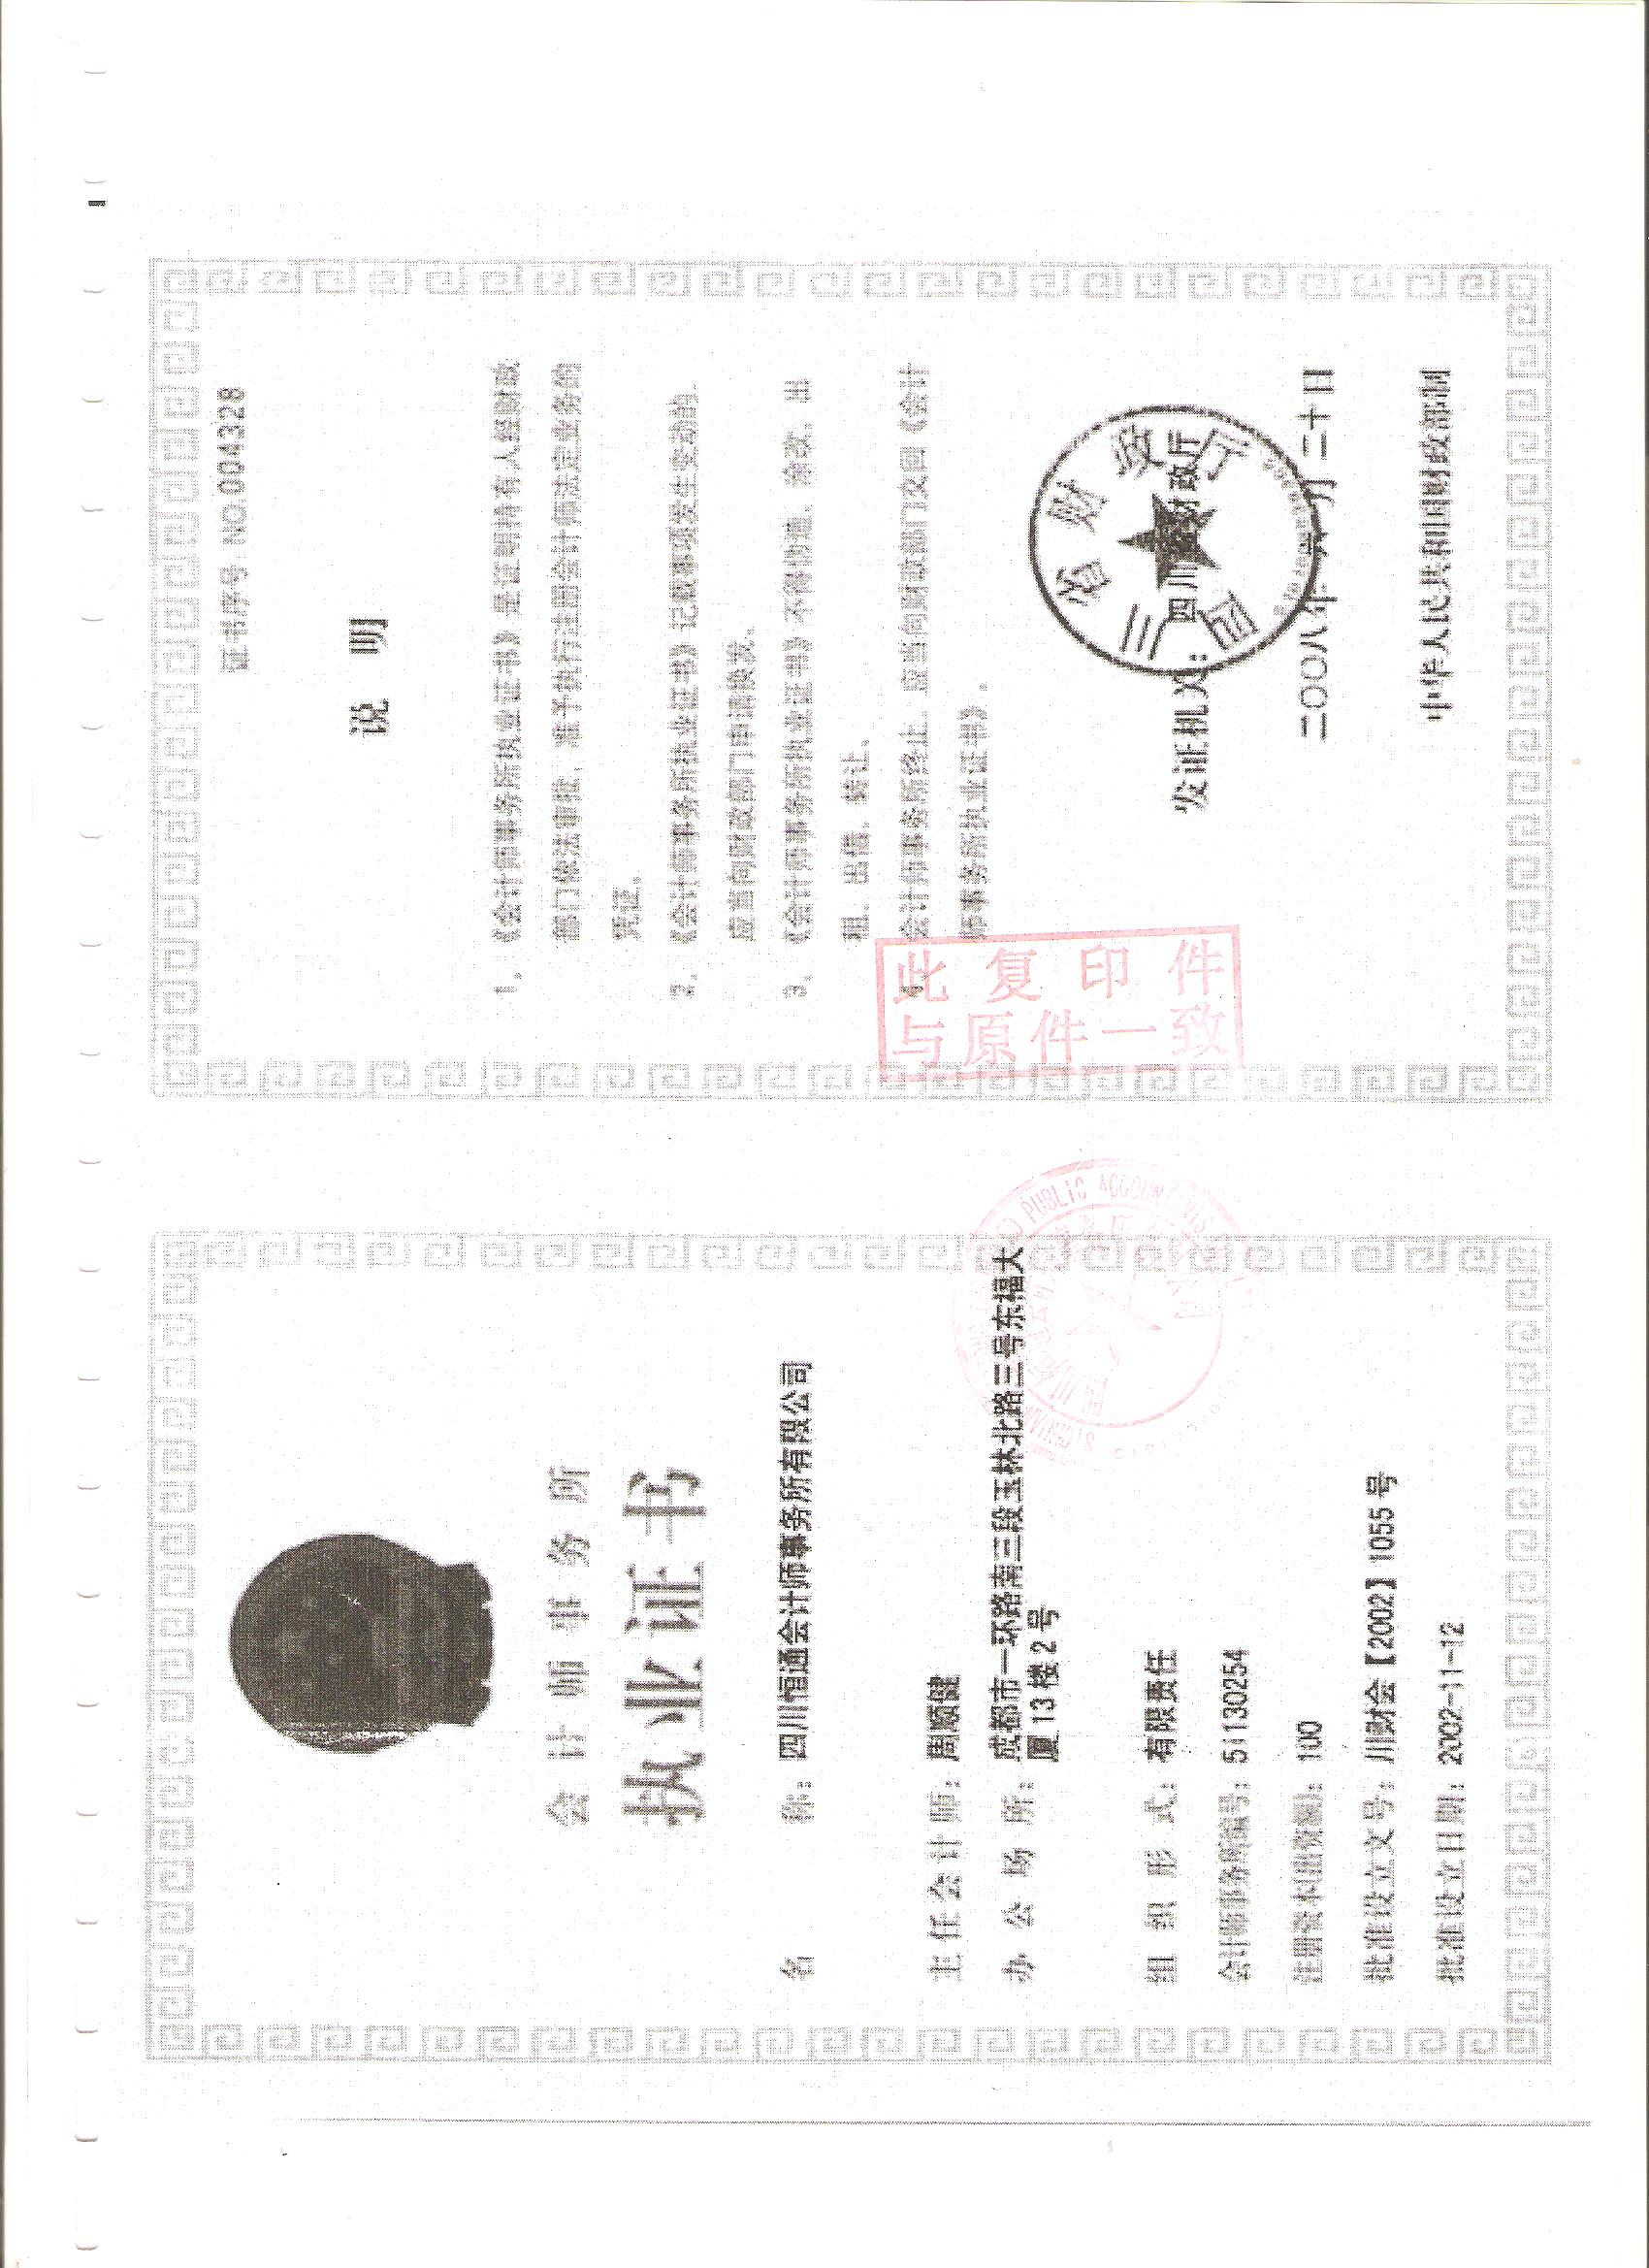 会计师事务所
执业证书
名 称：四川恒通会计师事务所有限公司
主任会计师：周顺健
办公场所：成都市一环路南三段玉林北路三号东福大
厦13楼2号
组织形式：有限责任
会计师事务所编号：51130254
注册资本(出资额)：100
批准设立文号：川财会【2002】1055号
批准设立日期：2002-11-12
PUBLIC ACCOUNTANTS
SICHUAN
证书序号：NO.004328
说 明
1、《会计师事务所执业证书》是证明持有人经财政
部门依法审批，准予执行注册会计师法定业务的
凭证。
2、《会计师事务所执业证书》记载事项发生变动的，
应当向财政部门申请换发。
3、《会计师事务所执业证书》不得伪造、涂改、出
租、出借、转让。
4、会计师事务所终止，应当向财政部门交回《会计
师事务所执业证书》。
此复印件
与原件一致
发证机关：四川省财政厅
四川省财政厅
二〇〇八年六月二十日
中华人民共和国财政部制